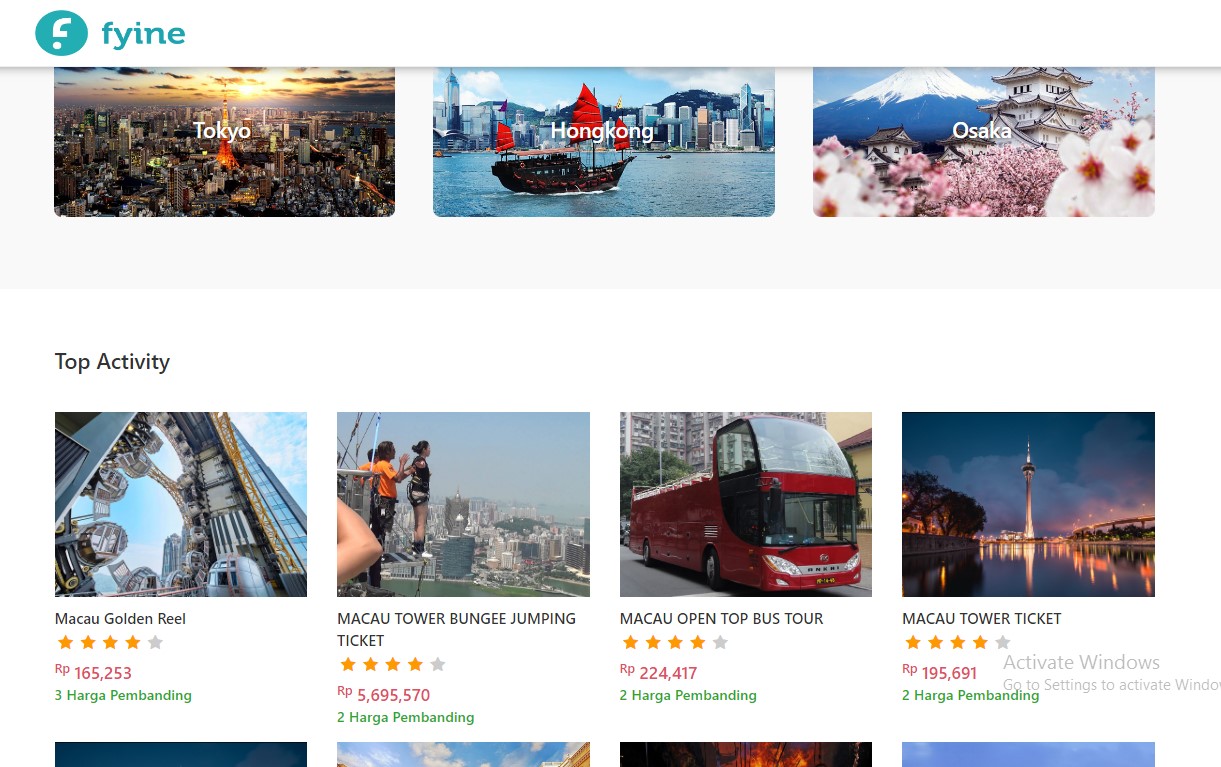 fyine
Tokyo
Hongkong
Osaka
Top Activity
Macau Golden Reel
Rp 165,253
3 Harga Pembanding
MACAU TOWER BUNGEE JUMPING
TICKET
Rp 5,695,570
2 Harga Pembanding
MACAU OPEN TOP BUS TOUR
Rp 224,417
2 Harga Pembanding
MACAU TOWER TICKET
Rp 195,691
2 Harga Pembanding
Activate Windows
Go to Settings to activate Windo